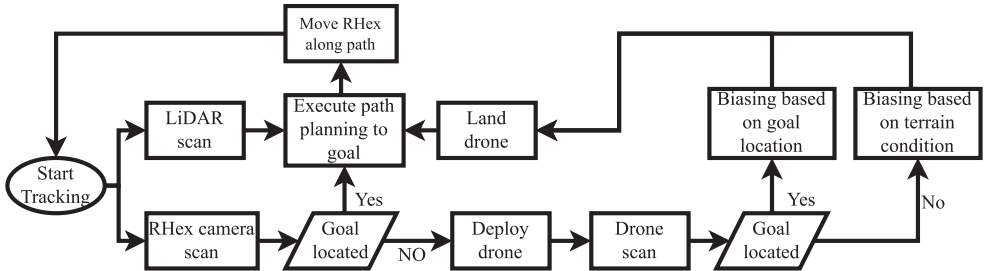 Move RHex
along path
LiDAR
scan
Execute path
planning to
goal
Land
drone
Biasing based
on goal
location
Biasing based
on terrain
condition
Start
Tracking
Yes
Yes
No
RHex camera
scan
Goal
located
NO
Deploy
drone
Drone
scan
Goal
located